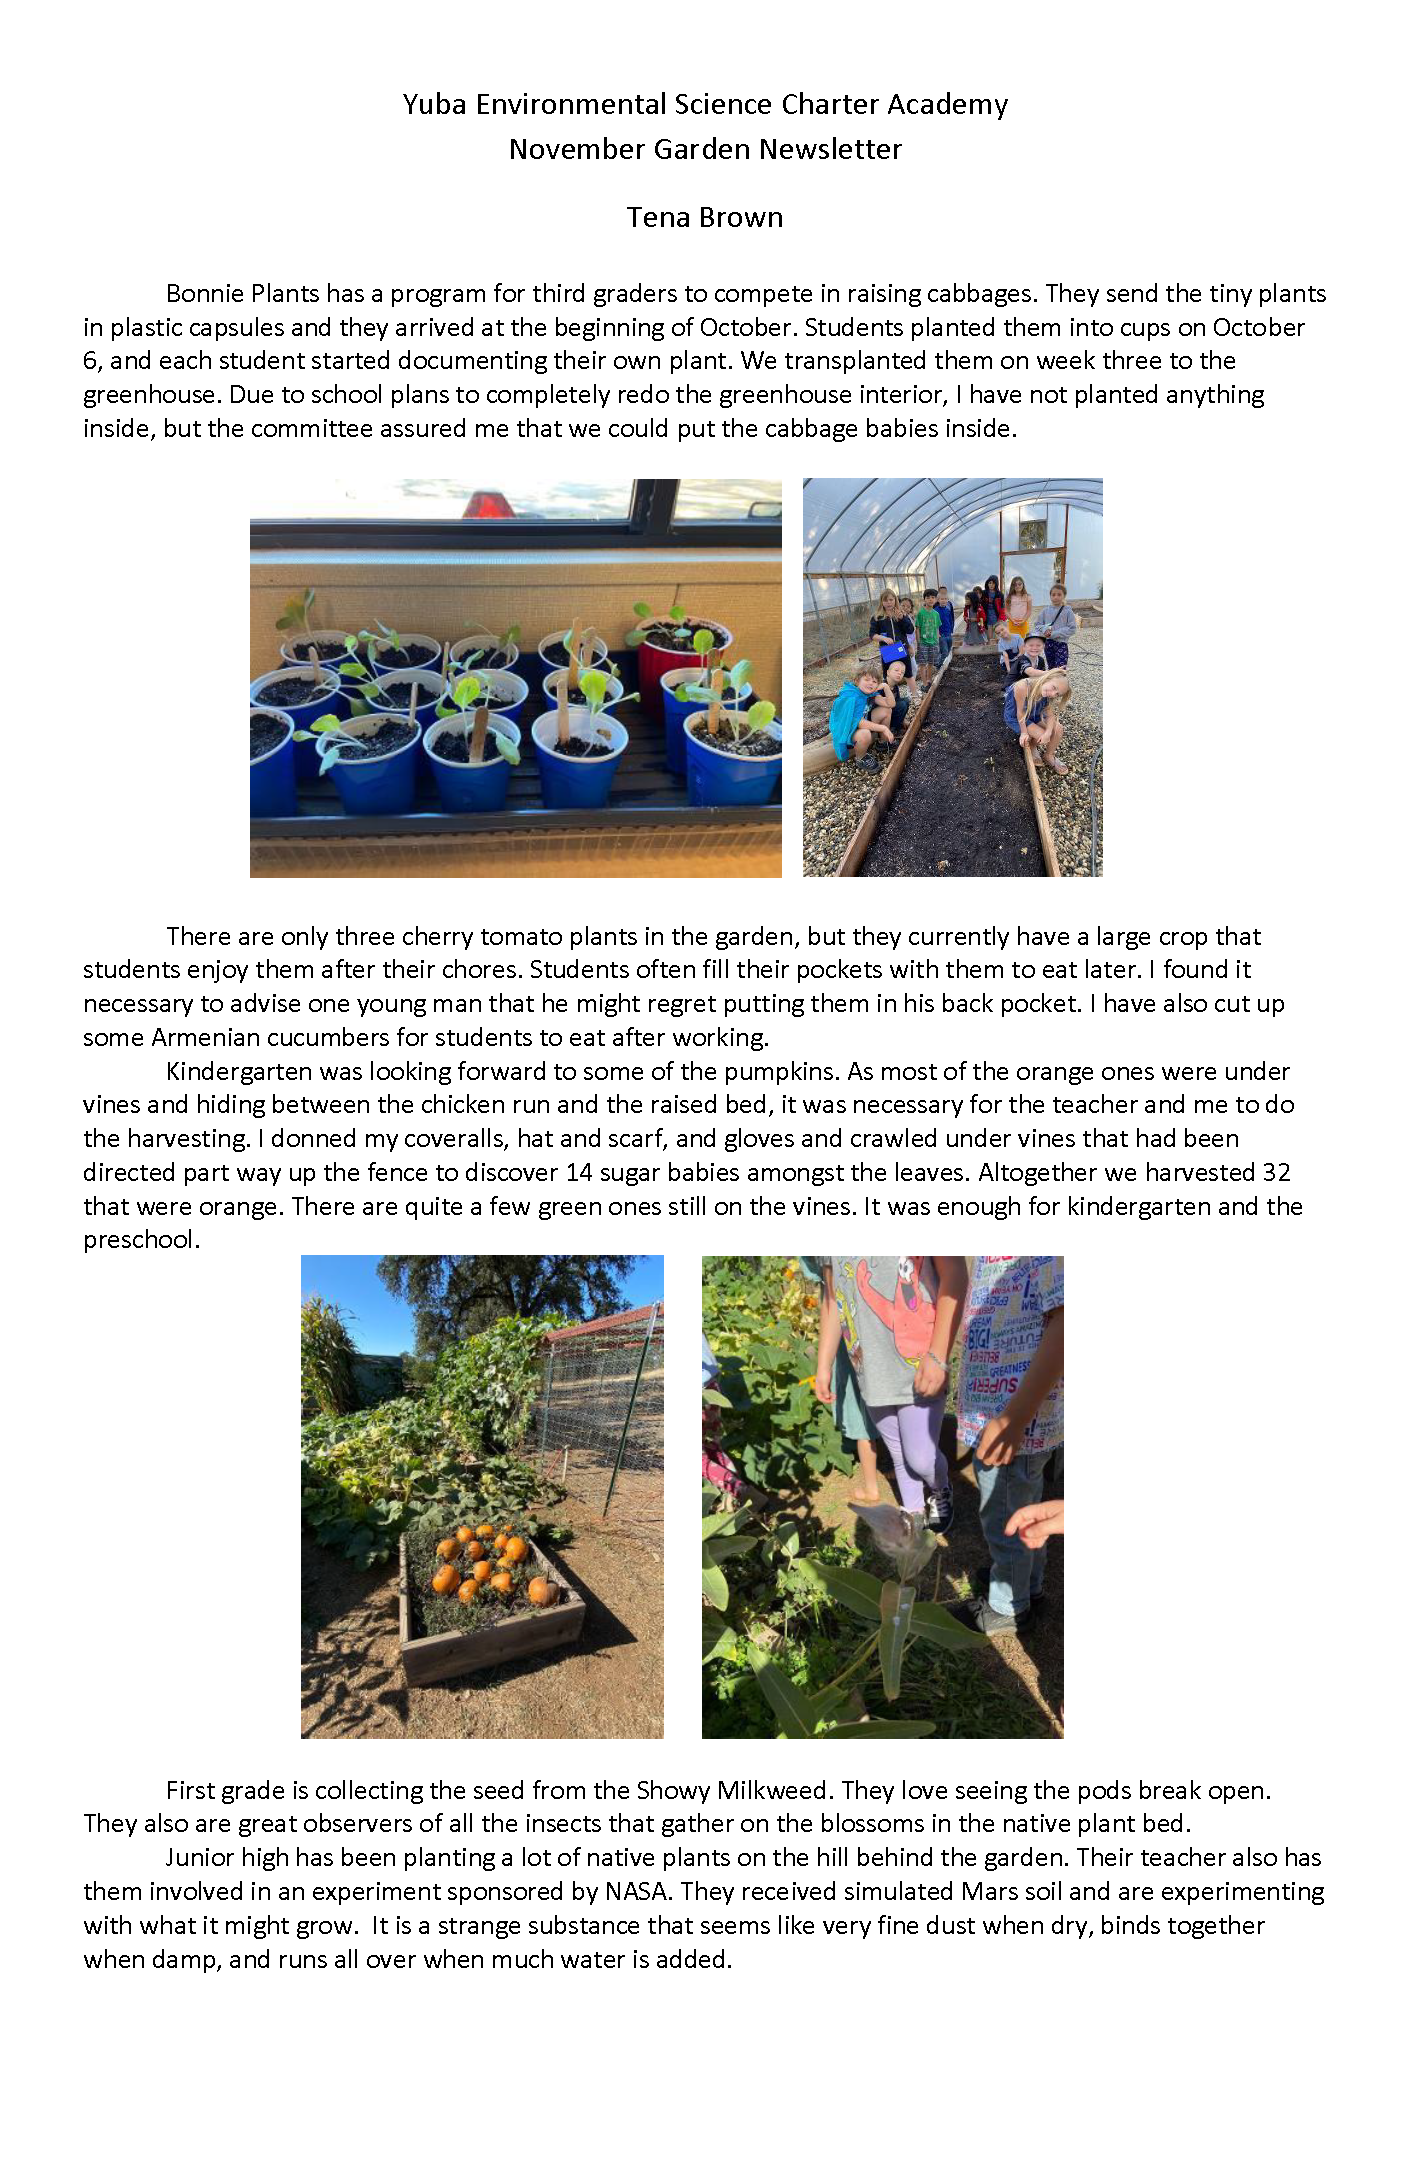 Yuba Environmental Science Charter Academy
November Garden Newsletter
Tena Brown
Bonnie Plants has a program for third graders to compete in raising cabbages. They send the tiny plants
in plastic capsules and they arrived at the beginning of October. Students planted them into cups on October
6, and each student started documenting their own plant. We transplanted them on week three to the
greenhouse. Due to school plans to completely redo the greenhouse interior, I have not planted anything
inside, but the committee assured me that we could put the cabbage babies inside.
There are only three cherry tomato plants in the garden, but they currently have a large crop that
students enjoy them after their chores. Students often fill their pockets with them to eat later. I found it
necessary to advise one young man that he might regret putting them in his back pocket. I have also cut up
some Armenian cucumbers for students to eat after working.
Kindergarten was looking forward to some of the pumpkins. As most of the orange ones were under
vines and hiding between the chicken run and the raised bed, it was necessary for the teacher and me to do
the harvesting. I donned my coveralls, hat and scarf, and gloves and crawled under vines that had been
directed part way up the fence to discover 14 sugar babies amongst the leaves. Altogether we harvested 32
that were orange. There are quite a few green ones still on the vines. It was enough for kindergarten and the
preschool.
BIG!
FUTURE
GREATNESS
SUPER
First grade is collecting the seed from the Showy Milkweed. They love seeing the pods break open.
They also are great observers of all the insects that gather on the blossoms in the native plant bed.
Junior high has been planting a lot of native plants on the hill behind the garden. Their teacher also has
them involved in an experiment sponsored by NASA. They received simulated Mars soil and are experimenting
with what it might grow.  It is a strange substance that seems like very fine dust when dry, binds together
when damp, and runs all over when much water is added.